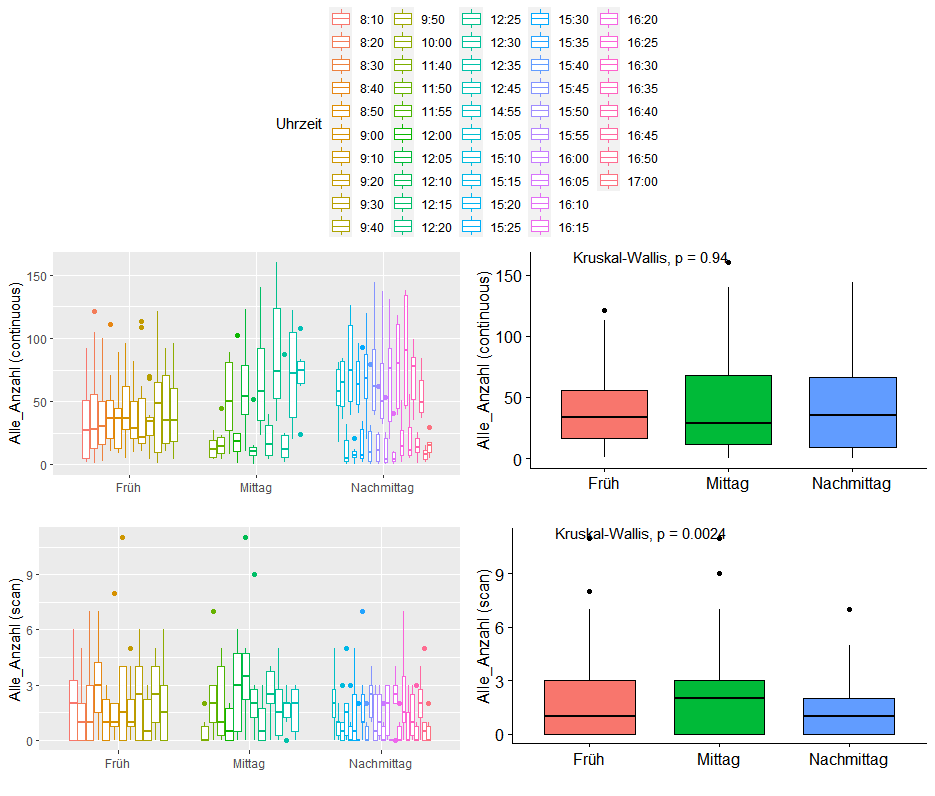 Uhrzeit
8:10 9:50 12:25 15:30 16:20
8:20 10:00 12:30 15:35 16:25
8:30 11:40 12:35 15:40 16:30
8:40 11:50 12:45 15:45 16:35
8:50 11:55 14:55 15:50 16:40
9:00 12:00 15:05 15:55 16:45
9:10 12:05 15:10 16:00 16:50
9:20 12:10 15:15 16:05 17:00
9:30 12:15 15:20 16:10
9:40 12:20 15:25 16:15
Alle_Anzahl (continuous)
150
100
50
0
Früh Mittag Nachmittag
Kruskal-Wallis, p = 0.94
Alle_Anzahl (continuous)
150
100
50
0
Früh Mittag Nachmittag
Alle_Anzahl (scan)
9
6
3
0
Früh Mittag Nachmittag
Kruskal-Wallis, p = 0.0024
Alle_Anzahl (scan)
9
6
3
0
Früh Mittag Nachmittag